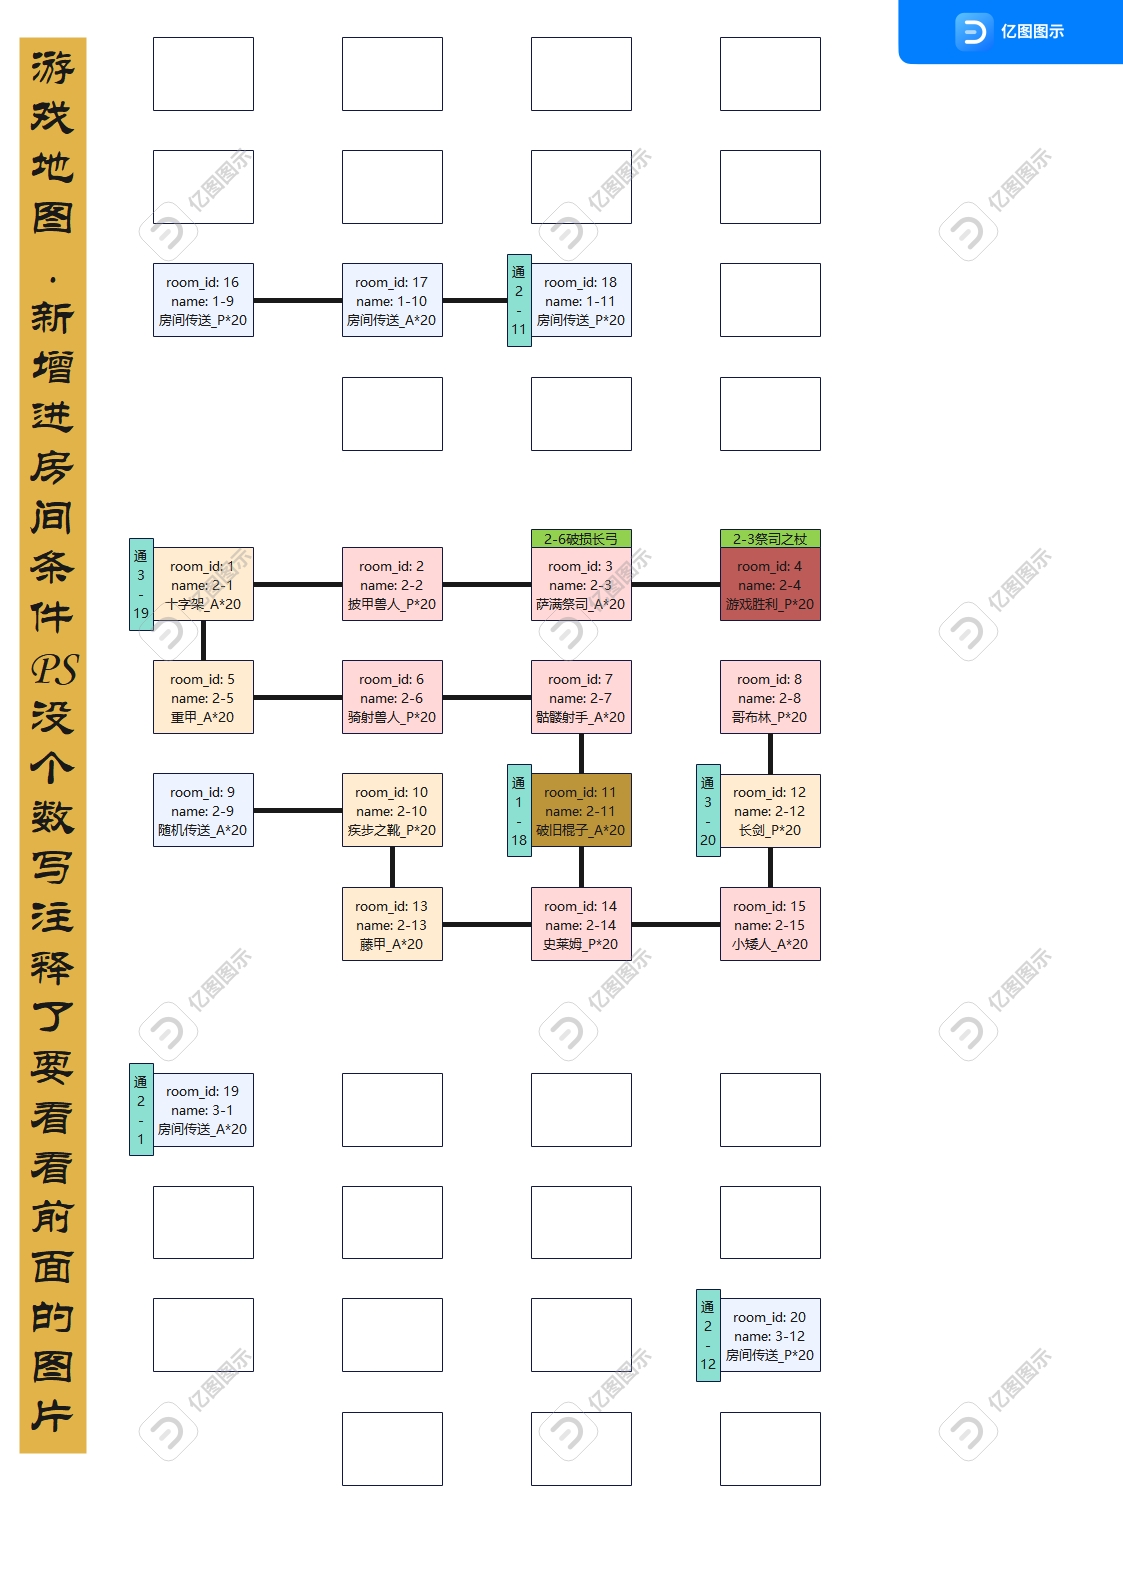 亿图图示
游戏地图.新增进房间条件PS没个数写注释了要看看前面的图片
room_id: 16
name: 1-9
房间传送_P*20
room_id: 17
name: 1-10
房间传送_A*20
通2-11
room_id: 18
name: 1-11
房间传送_P*20
通3-19
room_id: 1
name: 2-1
十字架_A*20
room_id: 2
name: 2-2
披甲兽人_P*20
2-6破损长弓
room_id: 3
name: 2-3
萨满祭司_A*20
2-3祭司之杖
room_id: 4
name: 2-4
游戏胜利_P*20
room_id: 5
name: 2-5
重甲_A*20
room_id: 6
name: 2-6
骑射兽人_P*20
room_id: 7
name: 2-7
骷髅射手_A*20
room_id: 8
name: 2-8
哥布林_P*20
room_id: 9
name: 2-9
随机传送_A*20
room_id: 10
name: 2-10
疾步之靴_P*20
通1-18
room_id: 11
name: 2-11
破旧棍子_A*20
通3-20
room_id: 12
name: 2-12
长剑_P*20
room_id: 13
name: 2-13
藤甲_A*20
room_id: 14
name: 2-14
史莱姆_P*20
room_id: 15
name: 2-15
小矮人_A*20
通2-1
room_id: 19
name: 3-1
房间传送_A*20
通2-12
room_id: 20
name: 3-12
房间传送_P*20
亿图图示
亿图图示
亿图图示
亿图图示
亿图图示
亿图图示
亿图图示
亿图图示
亿图图示
亿图图示
亿图图示
亿图图示